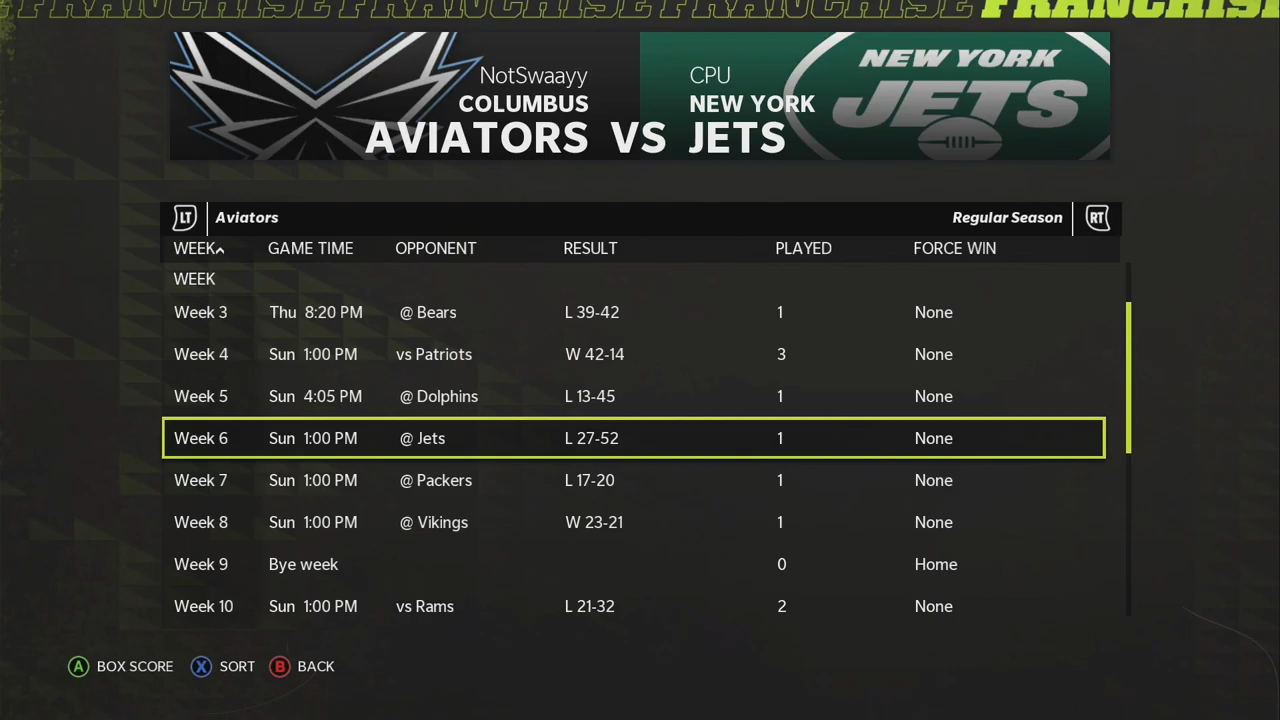 FRANCHISE FRANCHISE FRANCHISE FRANCHISE
NotSwaayy
COLUMBUS
AVIATORS VS JETS
CPU
NEW YORK
NEW YORK
JETS
LT Aviators Regular Season RT
WEEK GAME TIME OPPONENT RESULT PLAYED FORCE WIN
WEEK
Week 3 Thu 8:20 PM @ Bears L 39-42 1 None
Week 4 Sun 1:00 PM vs Patriots W 42-14 3 None
Week 5 Sun 4:05 PM @ Dolphins L 13-45 1 None
Week 6 Sun 1:00 PM @ Jets L 27-52 1 None
Week 7 Sun 1:00 PM @ Packers L 17-20 1 None
Week 8 Sun 1:00 PM @ Vikings W 23-21 1 None
Week 9 Bye week 0 Home
Week 10 Sun 1:00 PM vs Rams L 21-32 2 None
A BOX SCORE X SORT B BACK